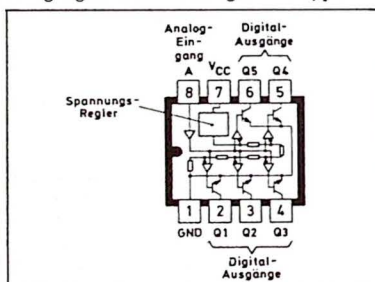 Analog-
Ein-
gang
Digital-
Ausgänge
A VCC Q5 Q4
8 7 6 5
Spannungs-
Regler
1 2 3 4
GND Q1 Q2 Q3
Digital-
Ausgänge